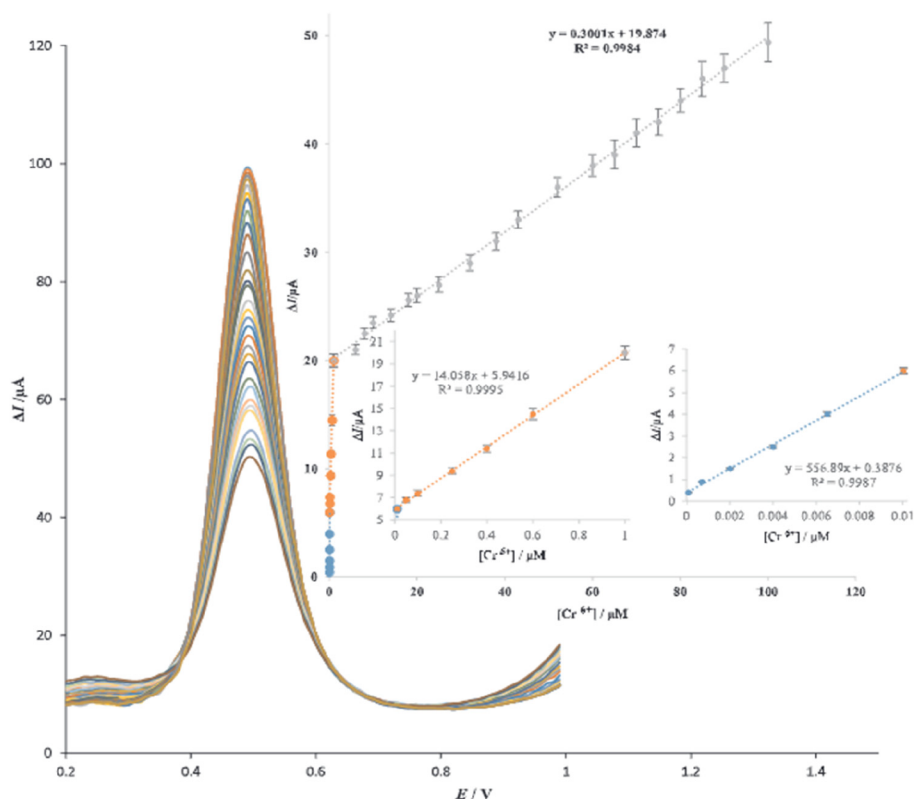 120
100
80
60
40
20
0
ΔI /µA
0.2 0.4 0.6 0.8 1 1.2 1.4
E / V
50
40
30
20
10
0
ΔI/µA
y = 0.3001x + 19.874
R² = 0.9984
0 20 40 60 80 100 120
[Cr ⁶⁺] / µM
21
19
17
15
13
11
9
7
5
ΔI/µA
y = 14.058x + 5.9416
R² = 0.9995
0 0.2 0.4 0.6 0.8 1
[Cr ⁶⁺] / µM
7
6
5
4
3
2
1
0
ΔI/µA
y = 556.89x + 0.3876
R² = 0.9987
0 0.002 0.004 0.006 0.008 0.01
[Cr ⁶⁺] / µM